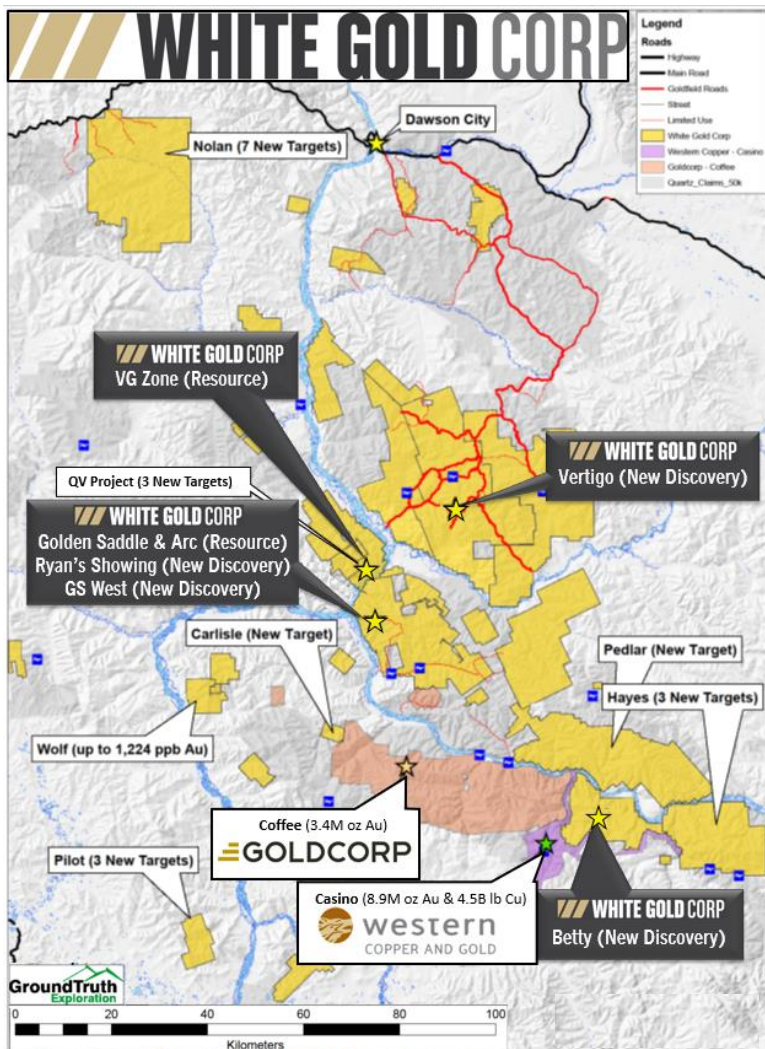 WHITE GOLD CORP
Legend
Roads
Highway
Main Road
Goldfield Roads
Street
Limited Use
White Gold Corp
Western Copper - Casino
Goldcorp - Coffee
Quartz_Claims_50k
Dawson City
Nolan (7 New Targets)
WHITE GOLD CORP
VG Zone (Resource)
WHITE GOLD CORP
Vertigo (New Discovery)
QV Project (3 New Targets)
WHITE GOLD CORP
Golden Saddle & Arc (Resource)
Ryan's Showing (New Discovery)
GS West (New Discovery)
Carlisle (New Target)
Pedlar (New Target)
Hayes (3 New Targets)
Wolf (up to 1,224 ppb Au)
Coffee (3.4M oz Au)
GOLDCORP
Pilot (3 New Targets)
Casino (8.9M oz Au & 4.5B lb Cu)
western
COPPER AND GOLD
WHITE GOLD CORP
Betty (New Discovery)
GroundTruth
Exploration
0 20 40 60 80 100
Kilometers